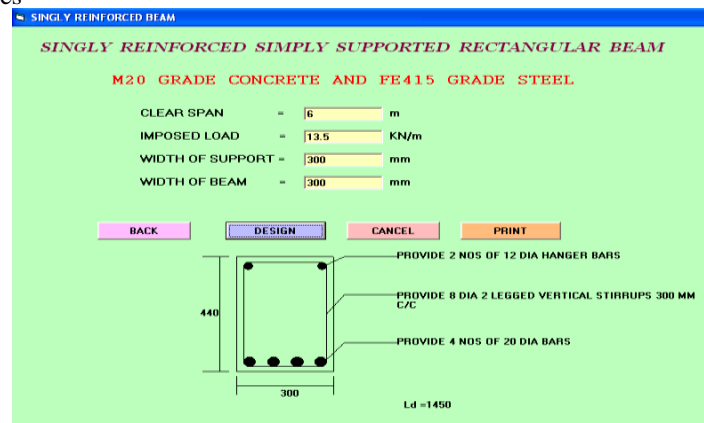 es
SINGLY REINFORCED BEAM
SINGLY REINFORCED SIMPLY SUPPORTED RECTANGULAR BEAM
M20 GRADE CONCRETE AND FE415 GRADE STEEL
CLEAR SPAN = 6 m
IMPOSED LOAD = 13.5 KN/m
WIDTH OF SUPPORT = 300 mm
WIDTH OF BEAM = 300 mm
BACK DESIGN CANCEL PRINT
PROVIDE 2 NOS OF 12 DIA HANGER BARS
PROVIDE 8 DIA 2 LEGGED VERTICAL STIRRUPS 300 MM
C/C
440
PROVIDE 4 NOS OF 20 DIA BARS
300
Ld =1450